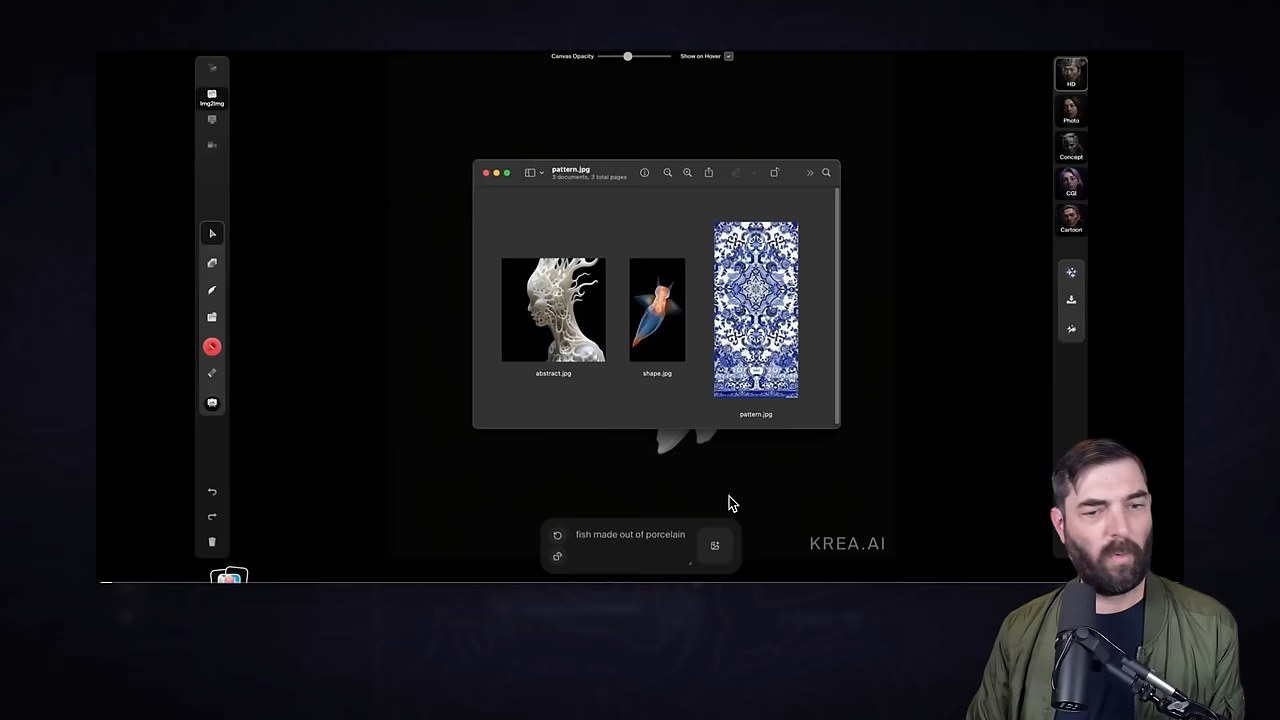 Canvas Opacity
Show on Hover
Img2Img
HD
Photo
Concept
CGI
Cartoon
pattern.jpg
3 documents, 3 total pages
abstract.jpg
shape.jpg
pattern.jpg
fish made out of porcelain
KREA.AI